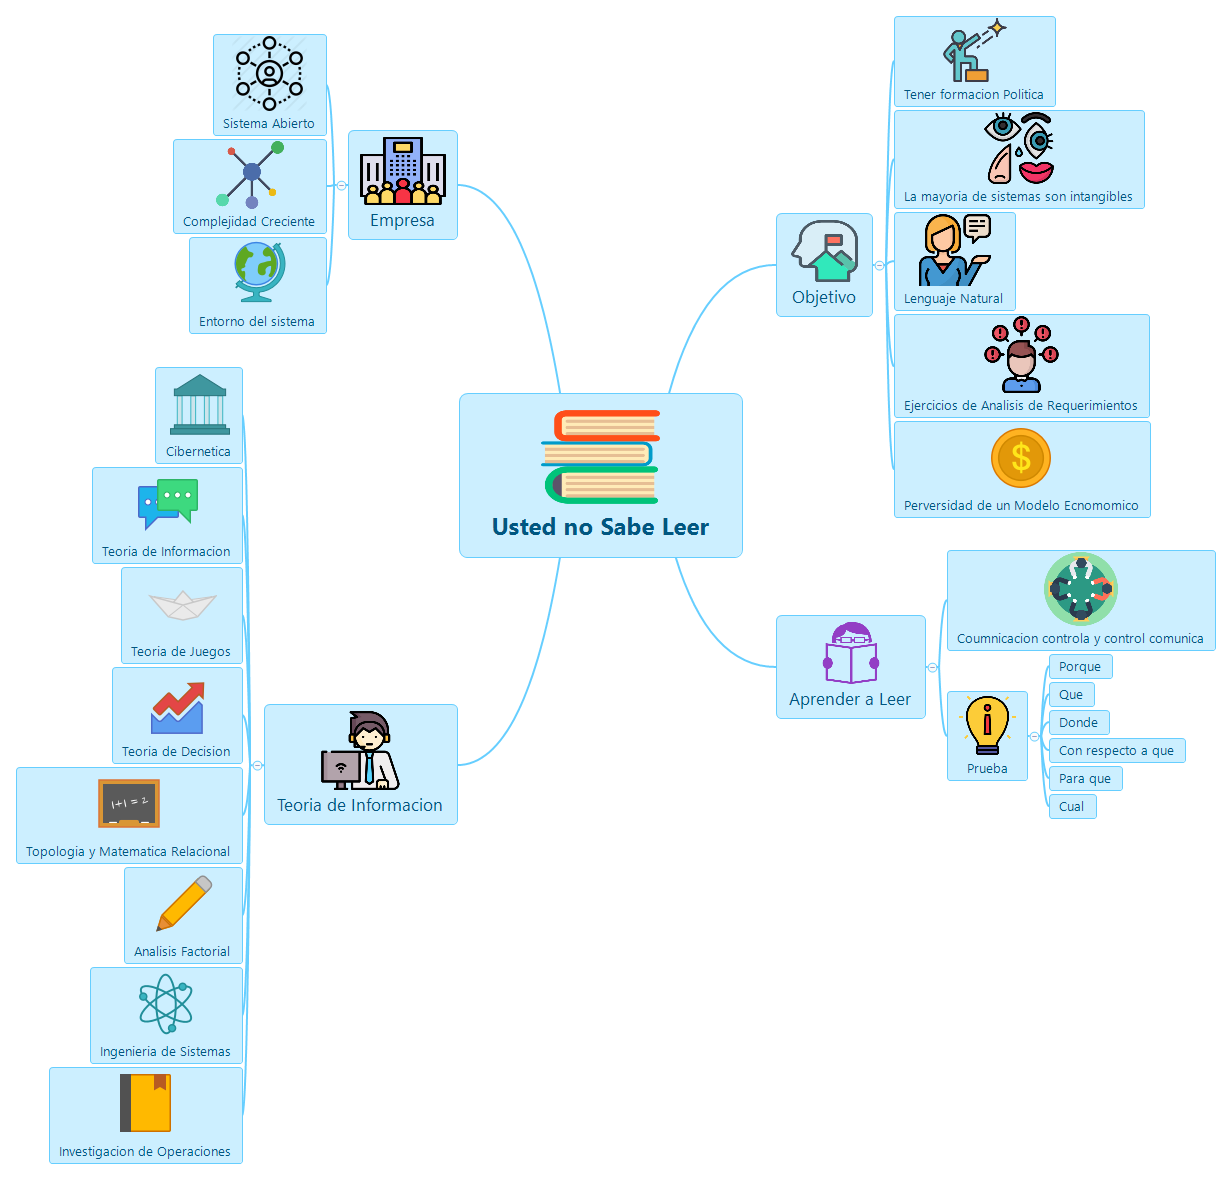 Usted no Sabe Leer
Objetivo
Tener formacion Politica
La mayoria de sistemas son intangibles
Lenguaje Natural
Ejercicios de Analisis de Requerimientos
$
Perversidad de un Modelo Ecnomomico
Aprender a Leer
Coumnicacion controla y control comunica
Prueba
Porque
Que
Donde
Con respecto a que
Para que
Cual
Empresa
Sistema Abierto
Complejidad Creciente
Entorno del sistema
Teoria de Informacion
Cibernetica
Teoria de Informacion
Teoria de Juegos
Teoria de Decision
1+1=2
Topologia y Matematica Relacional
Analisis Factorial
Ingenieria de Sistemas
Investigacion de Operaciones